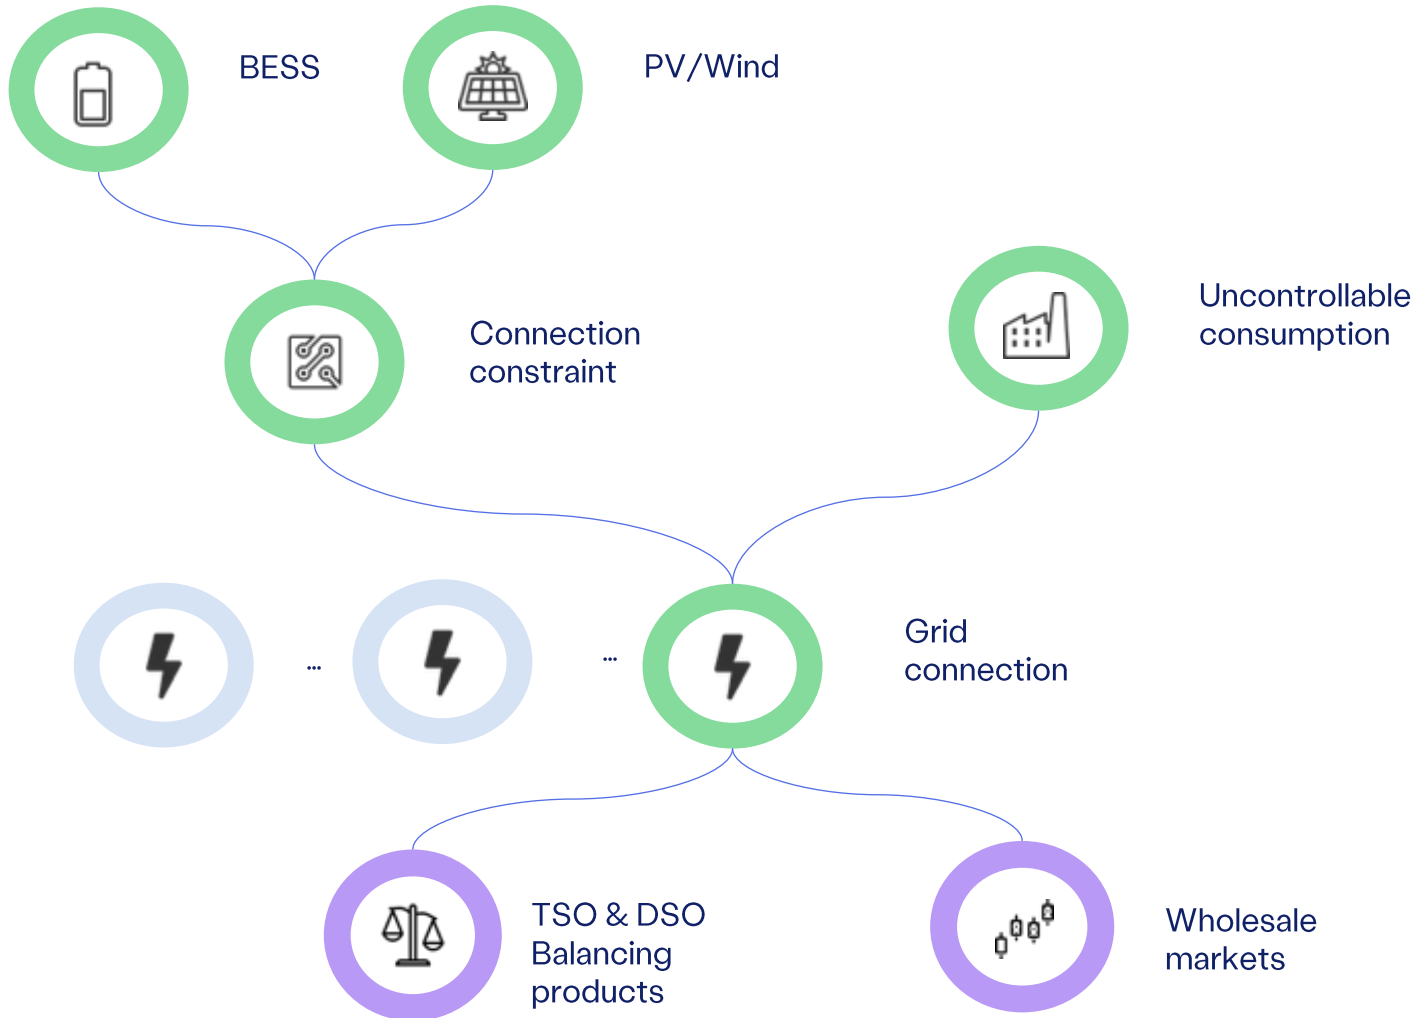 BESS
PV/Wind
Uncontrollable
consumption
Connection
constraint
...
...
Grid
connection
TSO & DSO
Balancing
products
Wholesale
markets